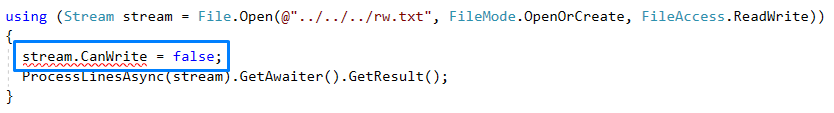 using (Stream stream = File.Open(@"../../../rw.txt", FileMode.OpenOrCreate, FileAccess.ReadWrite))
{
stream.CanWrite = false;
ProcessLinesAsync(stream).GetAwaiter().GetResult();
}